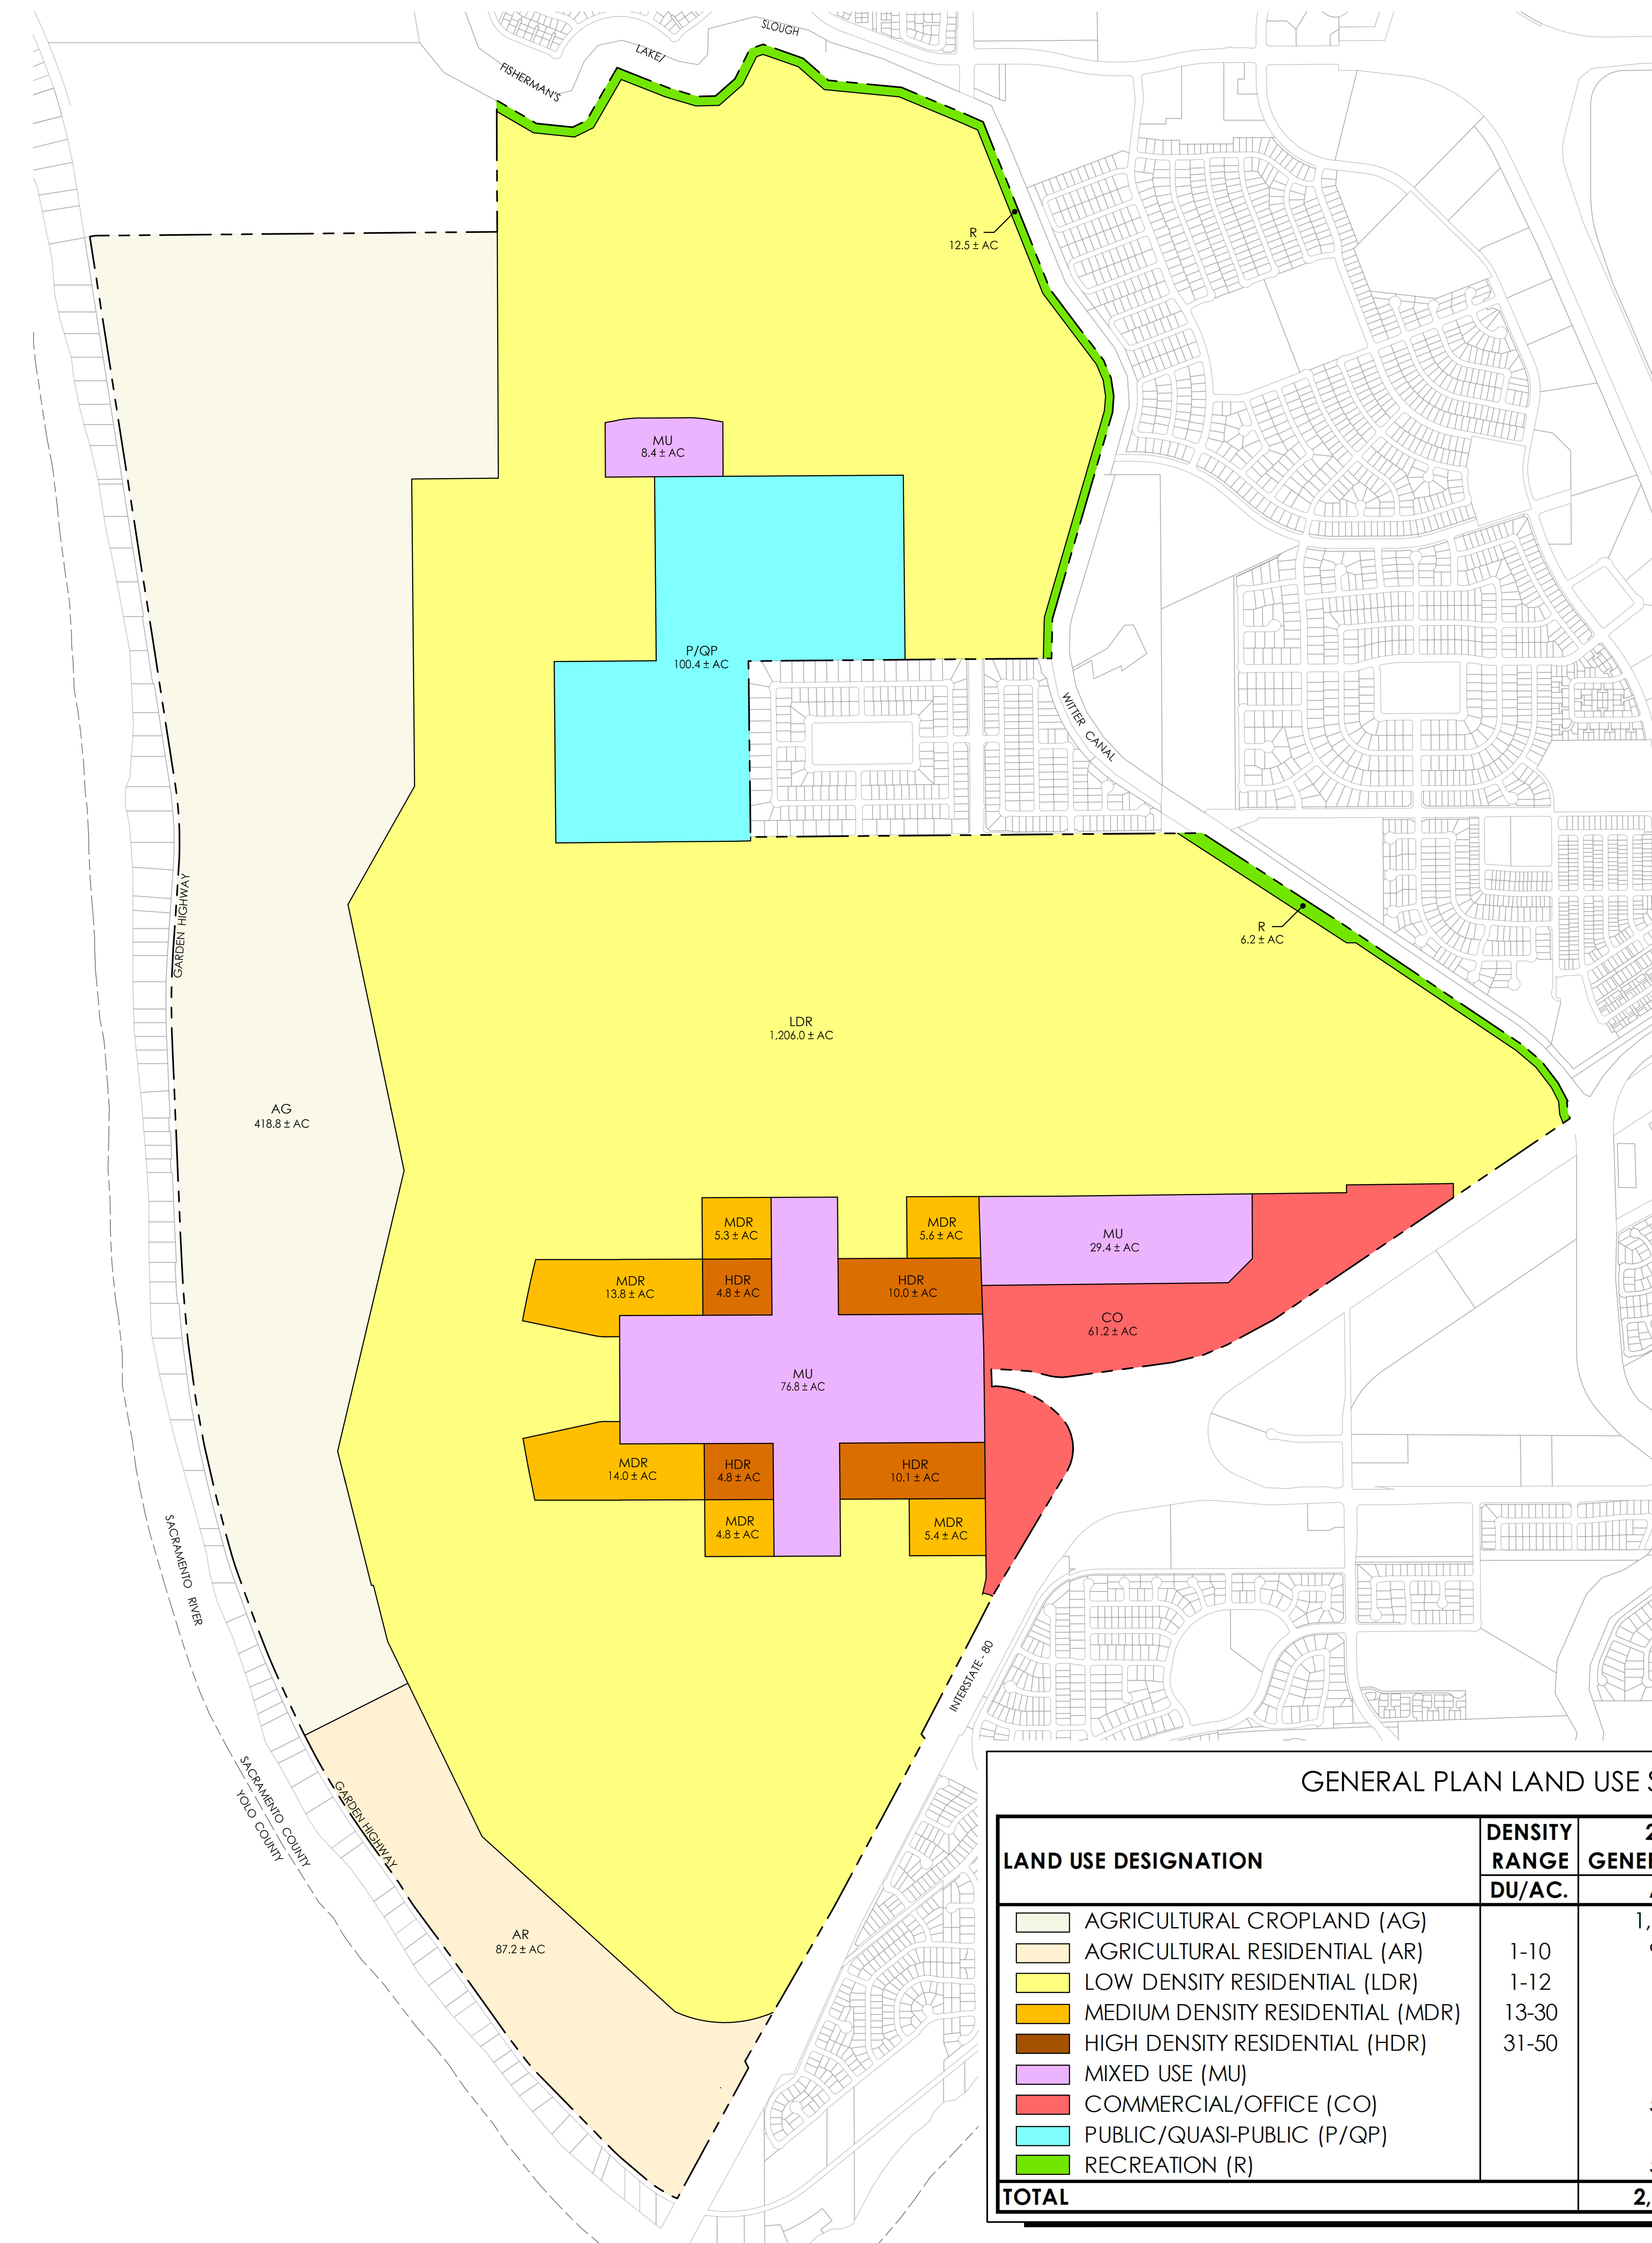 SLOUGH
LAKE/
FISHERMAN'S
R
12.5 ± AC
MU
8.4 ± AC
P/QP
100.4 ± AC
WITTER CANAL
GARDEN HIGHWAY
R
6.2 ± AC
LDR
1,206.0 ± AC
AG
418.8 ± AC
MDR
5.3 ± AC
MDR
5.6 ± AC
MU
29.4 ± AC
MDR
13.8 ± AC
HDR
4.8 ± AC
HDR
10.0 ± AC
CO
61.2 ± AC
MU
76.8 ± AC
MDR
14.0 ± AC
HDR
4.8 ± AC
HDR
10.1 ± AC
MDR
4.8 ± AC
MDR
5.4 ± AC
SACRAMENTO RIVER
INTERSTATE - 80
SACRAMENTO COUNTY
YOLO COUNTY
GARDEN HIGHWAY
AR
87.2 ± AC
GENERAL PLAN LAND USE S
LAND USE DESIGNATION
DENSITY
RANGE
DU/AC.
2
GENER
AGRICULTURAL CROPLAND (AG) 1,
AGRICULTURAL RESIDENTIAL (AR) 1-10
LOW DENSITY RESIDENTIAL (LDR) 1-12
MEDIUM DENSITY RESIDENTIAL (MDR) 13-30
HIGH DENSITY RESIDENTIAL (HDR) 31-50
MIXED USE (MU)
COMMERCIAL/OFFICE (CO)
PUBLIC/QUASI-PUBLIC (P/QP)
RECREATION (R)
TOTAL 2,